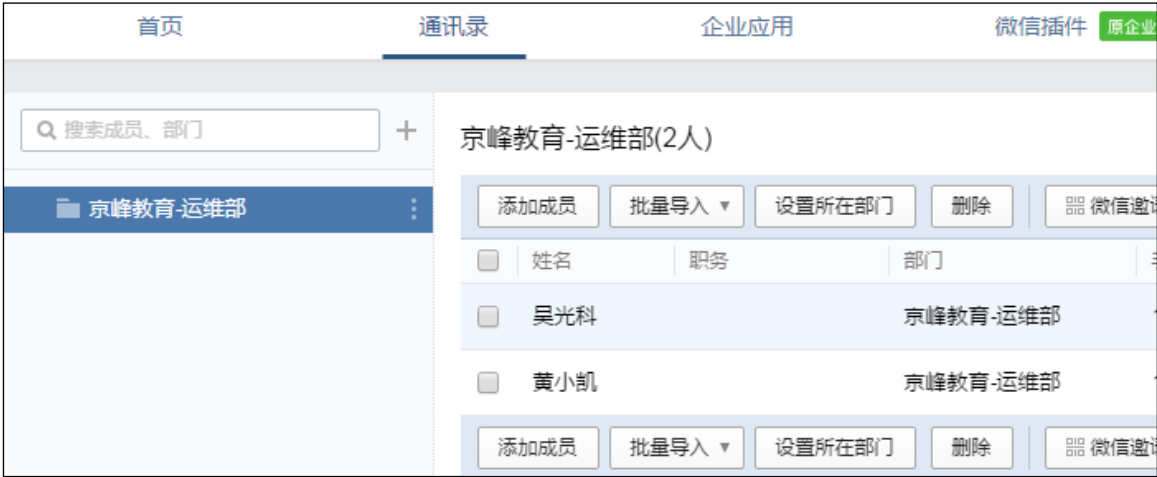 首页 通讯录 企业应用 微信插件 原企业
搜索成员、部门
京峰教育-运维部(2人)
京峰教育-运维部
添加成员 批量导入 设置所在部门 删除 微信邀
姓名 职务 部门
吴光科 京峰教育-运维部
黄小凯 京峰教育-运维部
添加成员 批量导入 设置所在部门 删除 微信邀